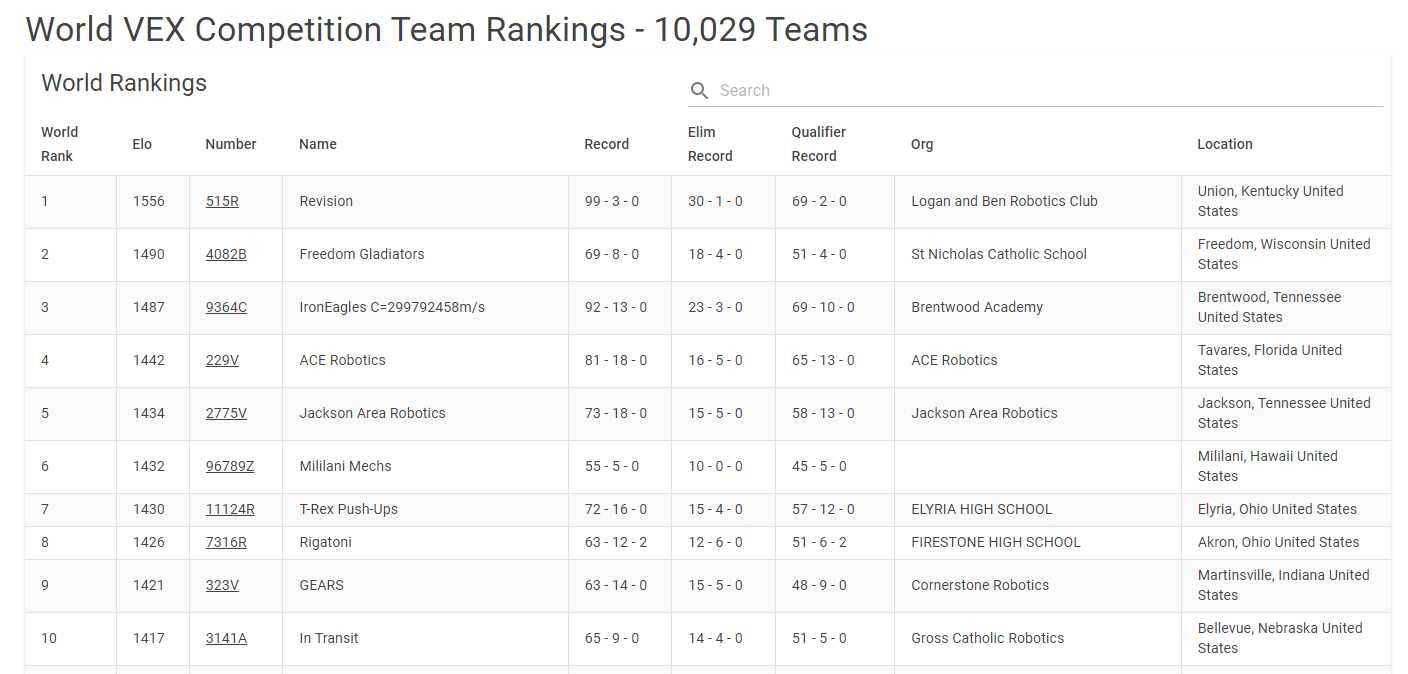 World VEX Competition Team Rankings - 10,029 Teams
World Rankings
Search
World Rank Elo Number Name Record Elim Record Qualifier Record Org Location
1 1556 515R Revision 99 - 3 - 0 30 - 1 - 0 69 - 2 - 0 Logan and Ben Robotics Club Union, Kentucky United States
2 1490 4082B Freedom Gladiators 69 - 8 - 0 18 - 4 - 0 51 - 4 - 0 St Nicholas Catholic School Freedom, Wisconsin United States
3 1487 9364C IronEagles C=299792458m/s 92 - 13 - 0 23 - 3 - 0 69 - 10 - 0 Brentwood Academy Brentwood, Tennessee United States
4 1442 229V ACE Robotics 81 - 18 - 0 16 - 5 - 0 65 - 13 - 0 ACE Robotics Tavares, Florida United States
5 1434 2775V Jackson Area Robotics 73 - 18 - 0 15 - 5 - 0 58 - 13 - 0 Jackson Area Robotics Jackson, Tennessee United States
6 1432 96789Z Mililani Mechs 55 - 5 - 0 10 - 0 - 0 45 - 5 - 0 Mililani, Hawaii United States
7 1430 11124R T-Rex Push-Ups 72 - 16 - 0 15 - 4 - 0 57 - 12 - 0 ELYRIA HIGH SCHOOL Elyria, Ohio United States
8 1426 7316R Rigatoni 63 - 12 - 2 12 - 6 - 0 51 - 6 - 2 FIRESTONE HIGH SCHOOL Akron, Ohio United States
9 1421 323V GEARS 63 - 14 - 0 15 - 5 - 0 48 - 9 - 0 Cornerstone Robotics Martinsville, Indiana United States
10 1417 3141A In Transit 65 - 9 - 0 14 - 4 - 0 51 - 5 - 0 Gross Catholic Robotics Bellevue, Nebraska United States